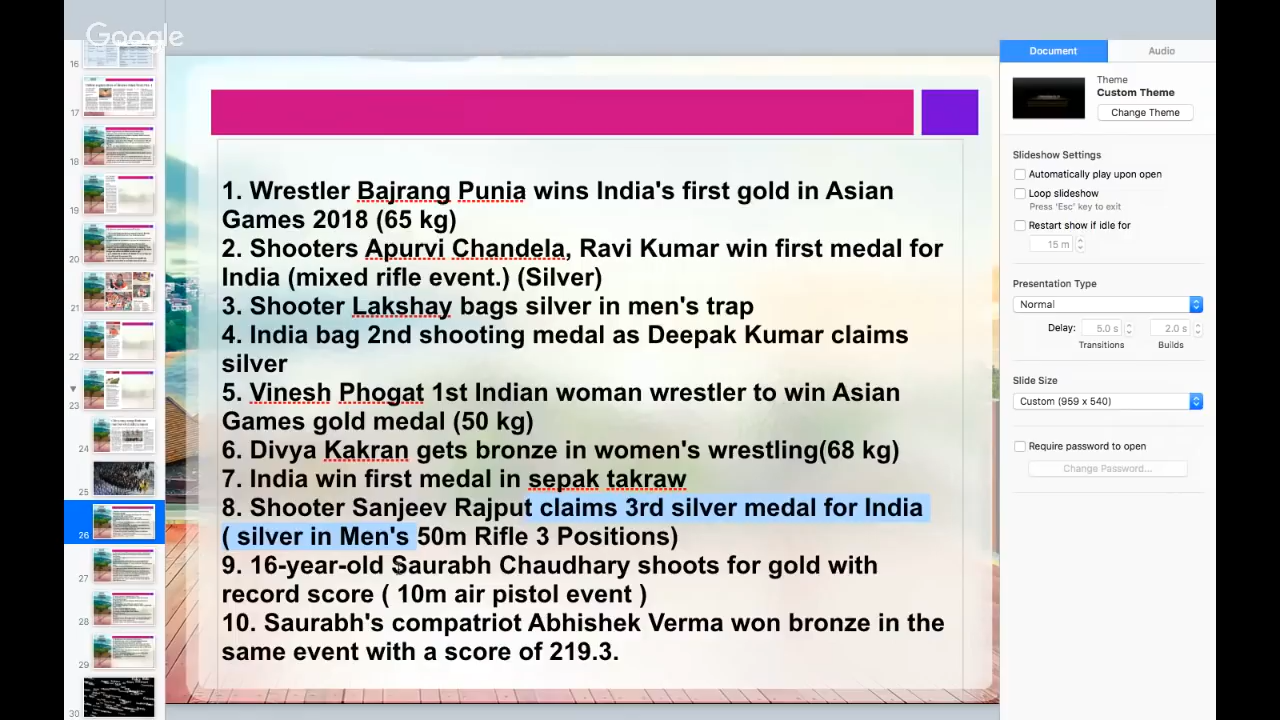 Google
16
17
18
19
20
21
22
23
24
25
26
27
28
29
30
1. Wrestler Bajrang Punia wins India's first gold in Asian
Games 2018 (65 kg)
2. Shooters Apurvi Chandela, Ravi Kumar win first medal for
India (mixed rifle event.) (Silver)
3. Shooter Lakshay bags silver in men's trap
4. India bag 2nd shooting medal as Deepak Kumar claims
silver
5. Vinesh Phogat 1st Indian woman wrestler to win Asian
Games gold medal (50 kg)
6. Divya Kakran gets bronze in women's wrestling(68 kg)
7. India win first medal in sepak takraw
8. Shooter Sanjeev Rajput claims 3rd silver medal for India
( silver in Men's 50m Rifle 3 Positions)
9. 16-year-old Saurabh Chaudhary shoots for gold with
record score ( 10m air pistol event )
10. Saurabh's compatriot Abhishek Verma won bronze in the
same event with a score of 219.3.
Document
Audio
Theme
Custom Theme
Change Theme
Slideshow Settings
Automatically play upon open
Loop slideshow
Press 'Esc' key to exit
Restart show if idle for
15 m
Presentation Type
Normal
Delay: 5.0 s 2.0 s
Transitions Builds
Slide Size
Custom (959 x 540)
Require password to open
Change Password...